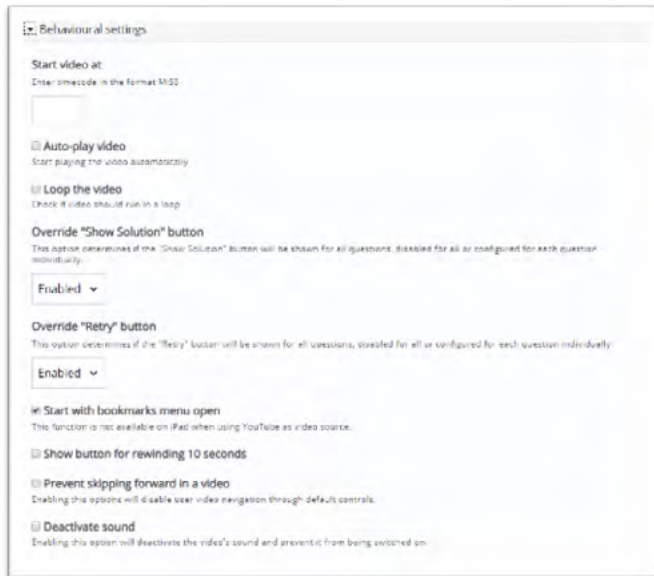 Behavioural settings
Start video at
Enter timecode in the format M:SS
Auto-play video
Start playing the video automatically
Loop the video
Check if video should run in a loop
Override "Show Solution" button
This option determines if the "Show Solution" button will be shown for all questions, disabled for all or configured for each question
individually.
Enabled
Override "Retry" button
This option determines if the "Retry" button will be shown for all questions, disabled for all or configured for each question individually
Enabled
Start with bookmarks menu open
This function is not available on iPad when using YouTube as video source.
Show button for rewinding 10 seconds
Prevent skipping forward in a video
Enabling this options will disable user video navigation through default controls.
Deactivate sound
Enabling this option will deactivate the video's sound and prevent it from being switched on